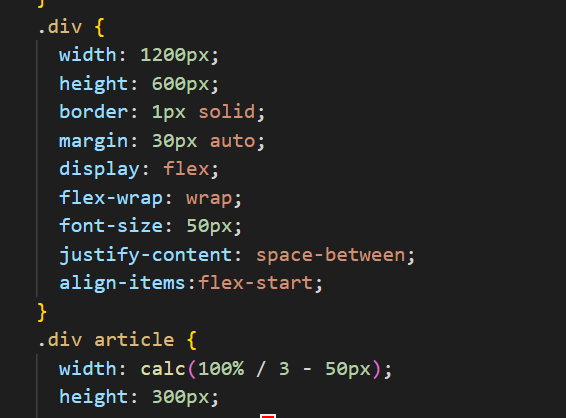 }
.div {
width: 1200px;
height: 600px;
border: 1px solid;
margin: 30px auto;
display: flex;
flex-wrap: wrap;
font-size: 50px;
justify-content: space-between;
align-items:flex-start;
}
.div article {
width: calc(100% / 3 - 50px);
height: 300px;